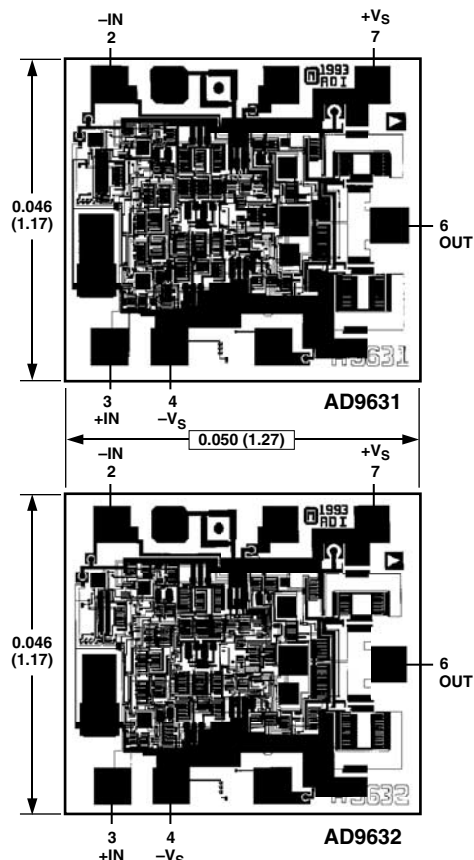 –IN
2
+VS
7
1993
ADI
0.046
(1.17)
6
OUT
9631
3
+IN
4
–VS
AD9631
0.050 (1.27)
–IN
2
+VS
7
1993
ADI
0.046
(1.17)
6
OUT
9632
3
+IN
4
–VS
AD9632